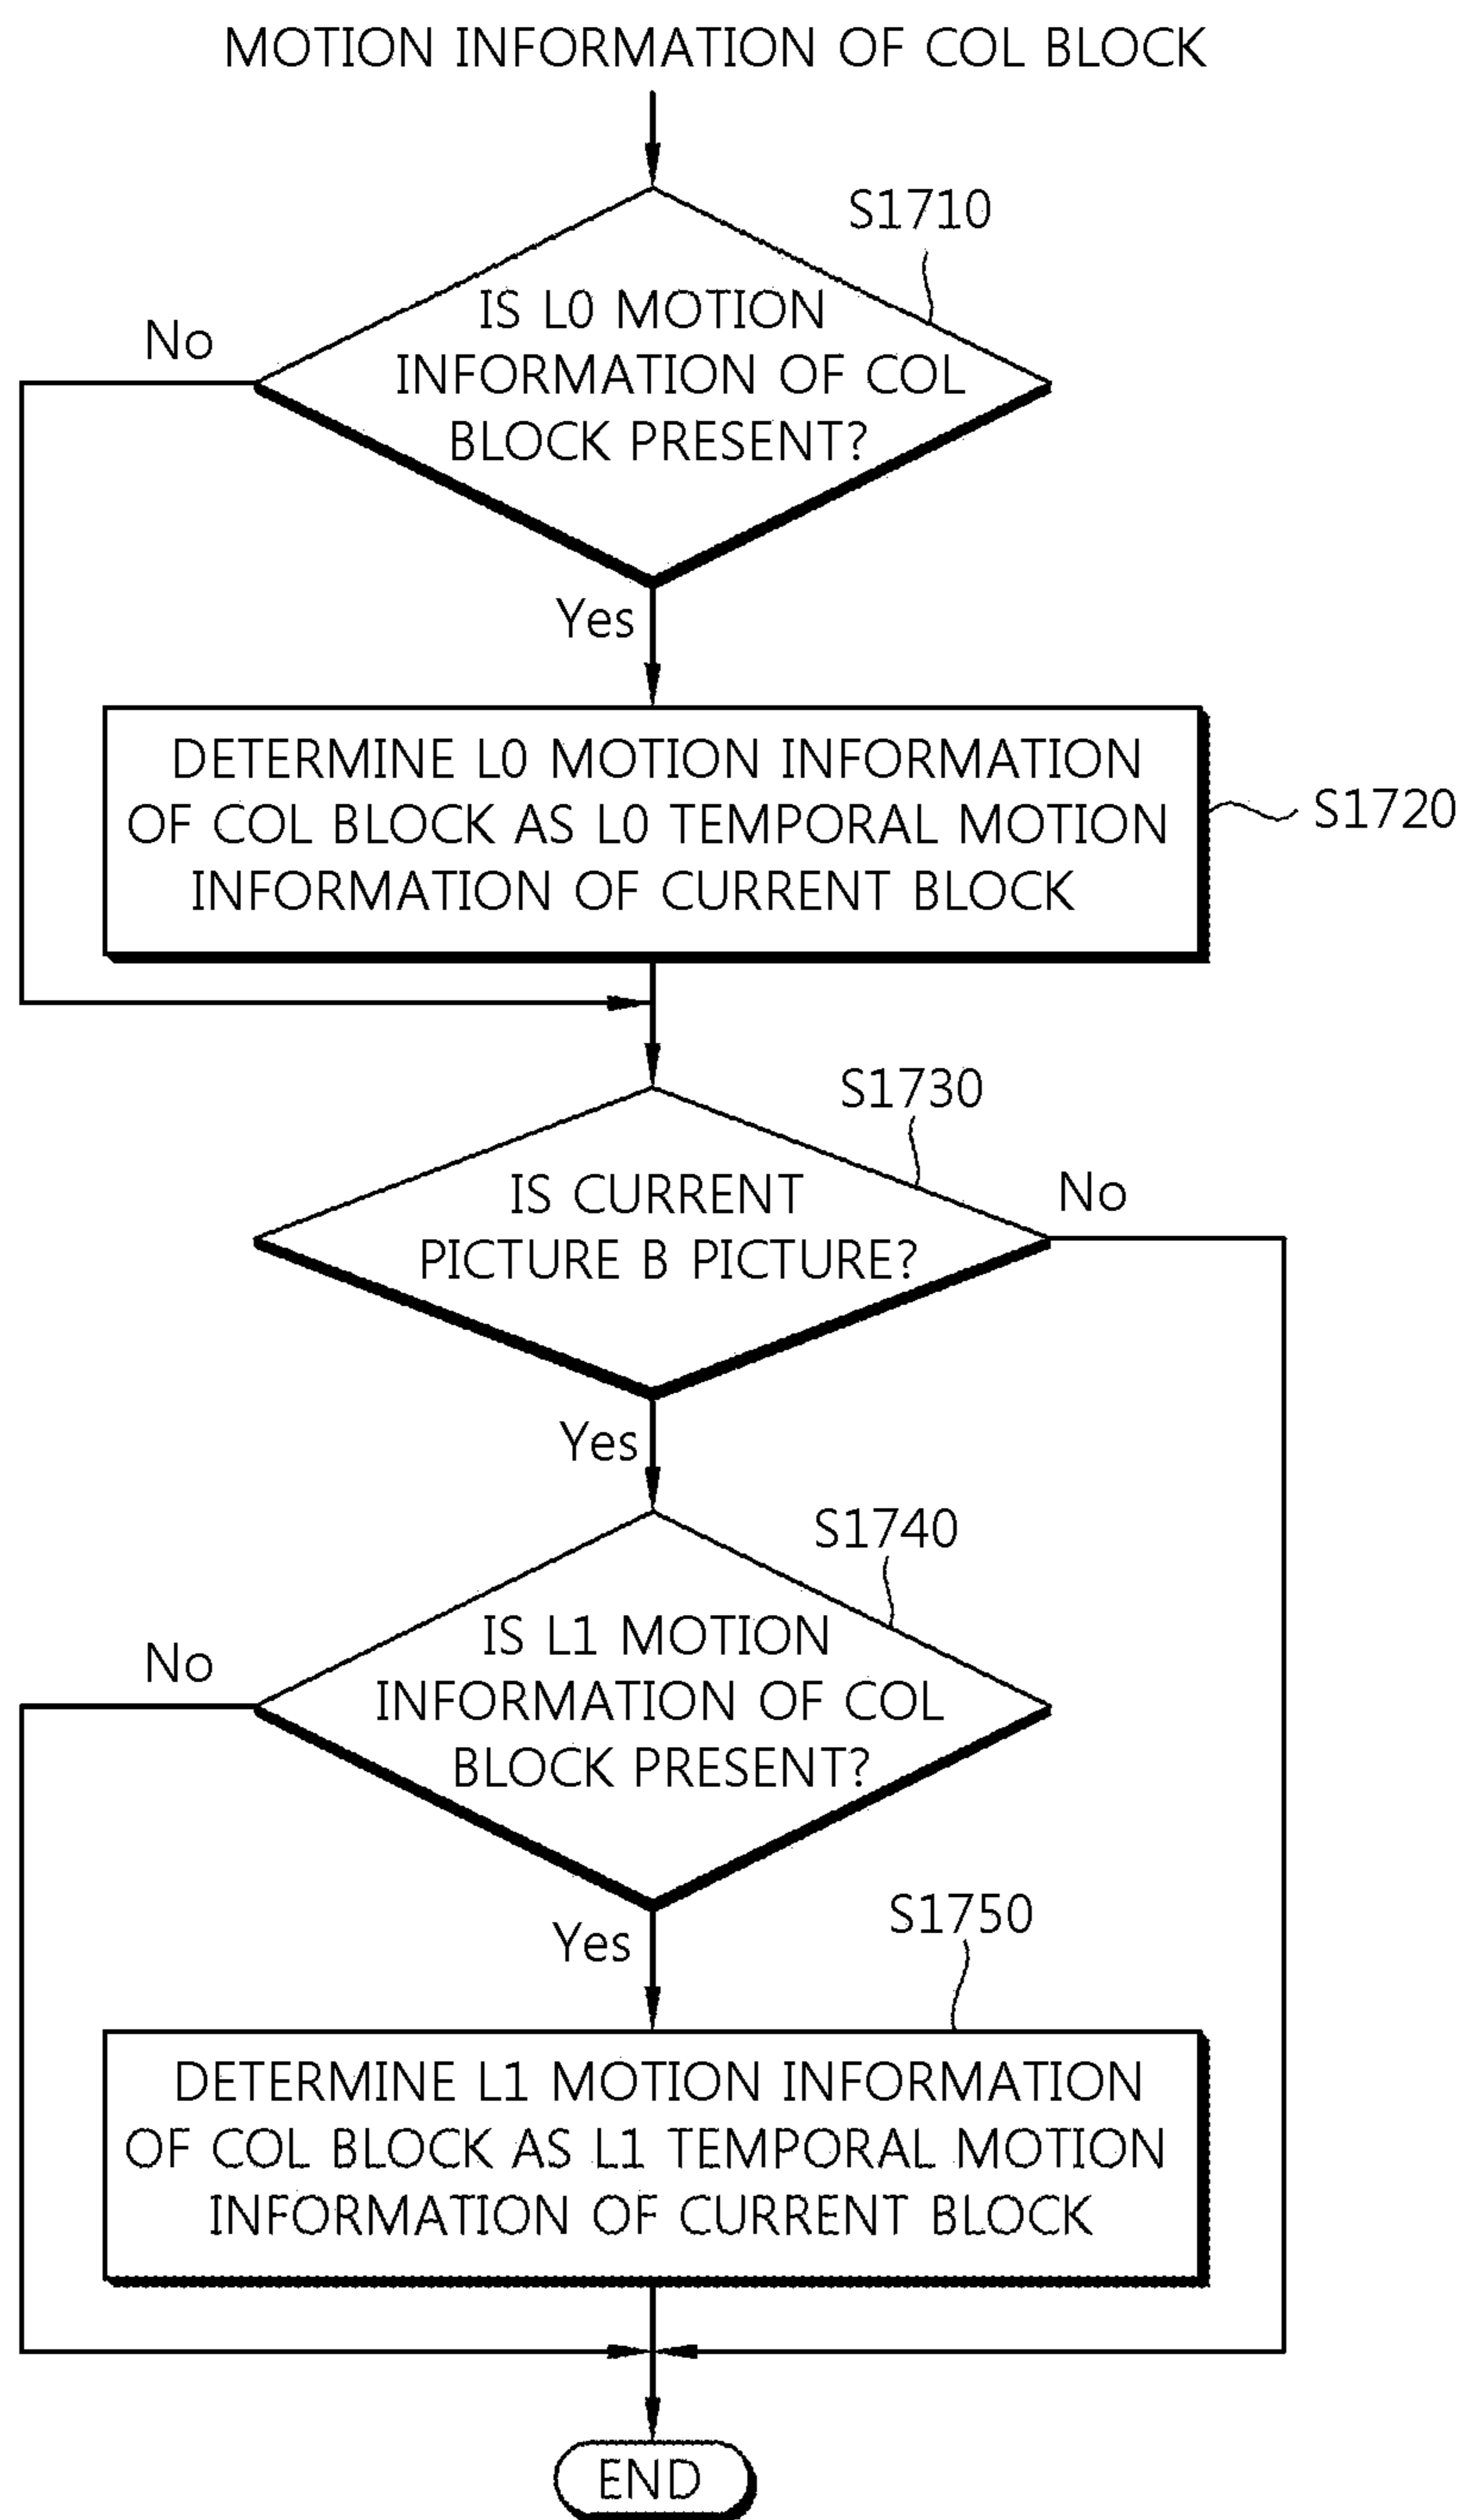 MOTION INFORMATION OF COL BLOCK
S1710
IS L0 MOTION
INFORMATION OF COL
BLOCK PRESENT?
No
Yes
DETERMINE L0 MOTION INFORMATION
OF COL BLOCK AS L0 TEMPORAL MOTION
INFORMATION OF CURRENT BLOCK
S1720
S1730
IS CURRENT
PICTURE B PICTURE?
No
Yes
S1740
IS L1 MOTION
INFORMATION OF COL
BLOCK PRESENT?
No
Yes
S1750
DETERMINE L1 MOTION INFORMATION
OF COL BLOCK AS L1 TEMPORAL MOTION
INFORMATION OF CURRENT BLOCK
END